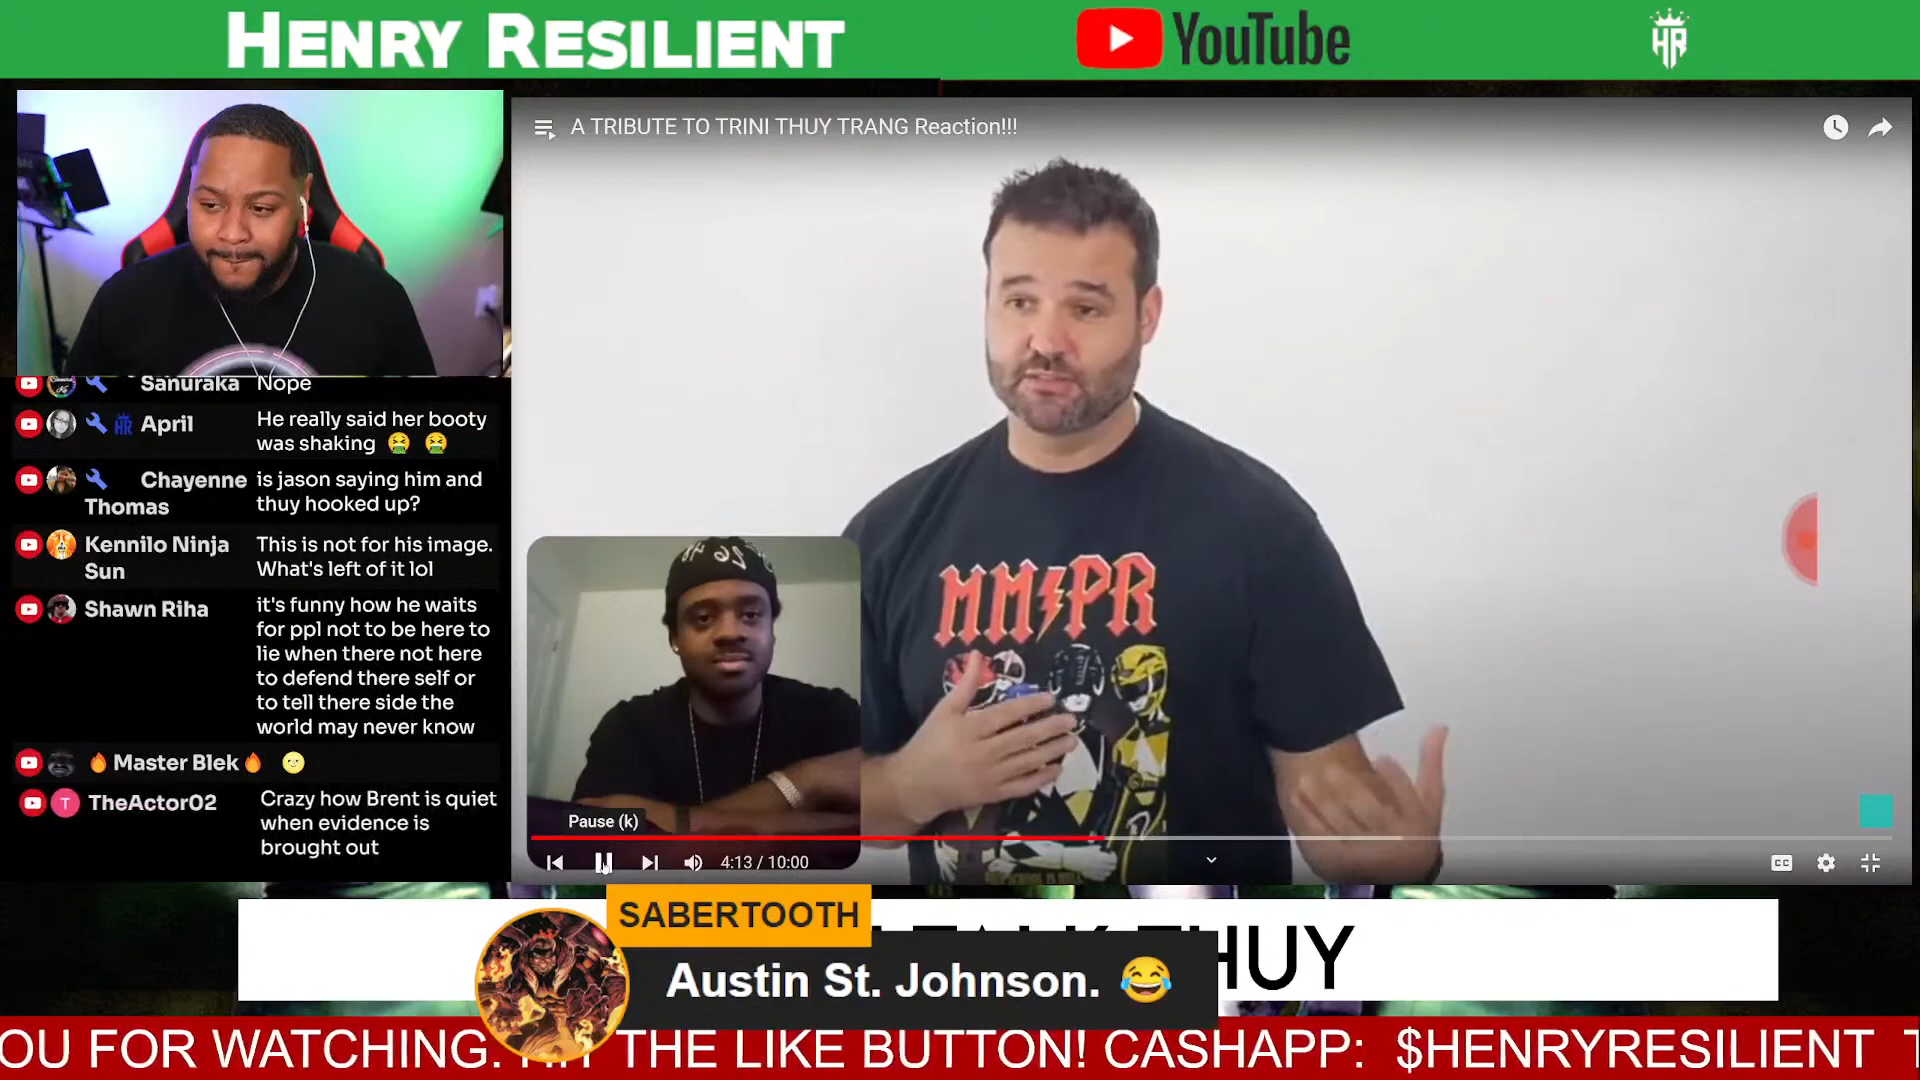 HENRY RESILIENT
YouTube
HR
A TRIBUTE TO TRINI THUY TRANG Reaction!!!
Sanuraka Nope
April He really said her booty
was shaking
Chayenne is jason saying him and
Thomas thuy hooked up?
Kennilo Ninja This is not for his image.
Sun What's left of it lol
Shawn Riha it's funny how he waits
for ppl not to be here to
lie when there not here
to defend there self or
to tell there side the
world may never know
Master Blek
T TheActor02 Crazy how Brent is quiet
when evidence is
brought out
MMPR
Pause (k)
4:13 / 10:00
CC
SABERTOOTH
THUY
Austin St. Johnson. 😂
OU FOR WATCHING. THE LIKE BUTTON! CASHAPP: $HENRYRESILIENT T